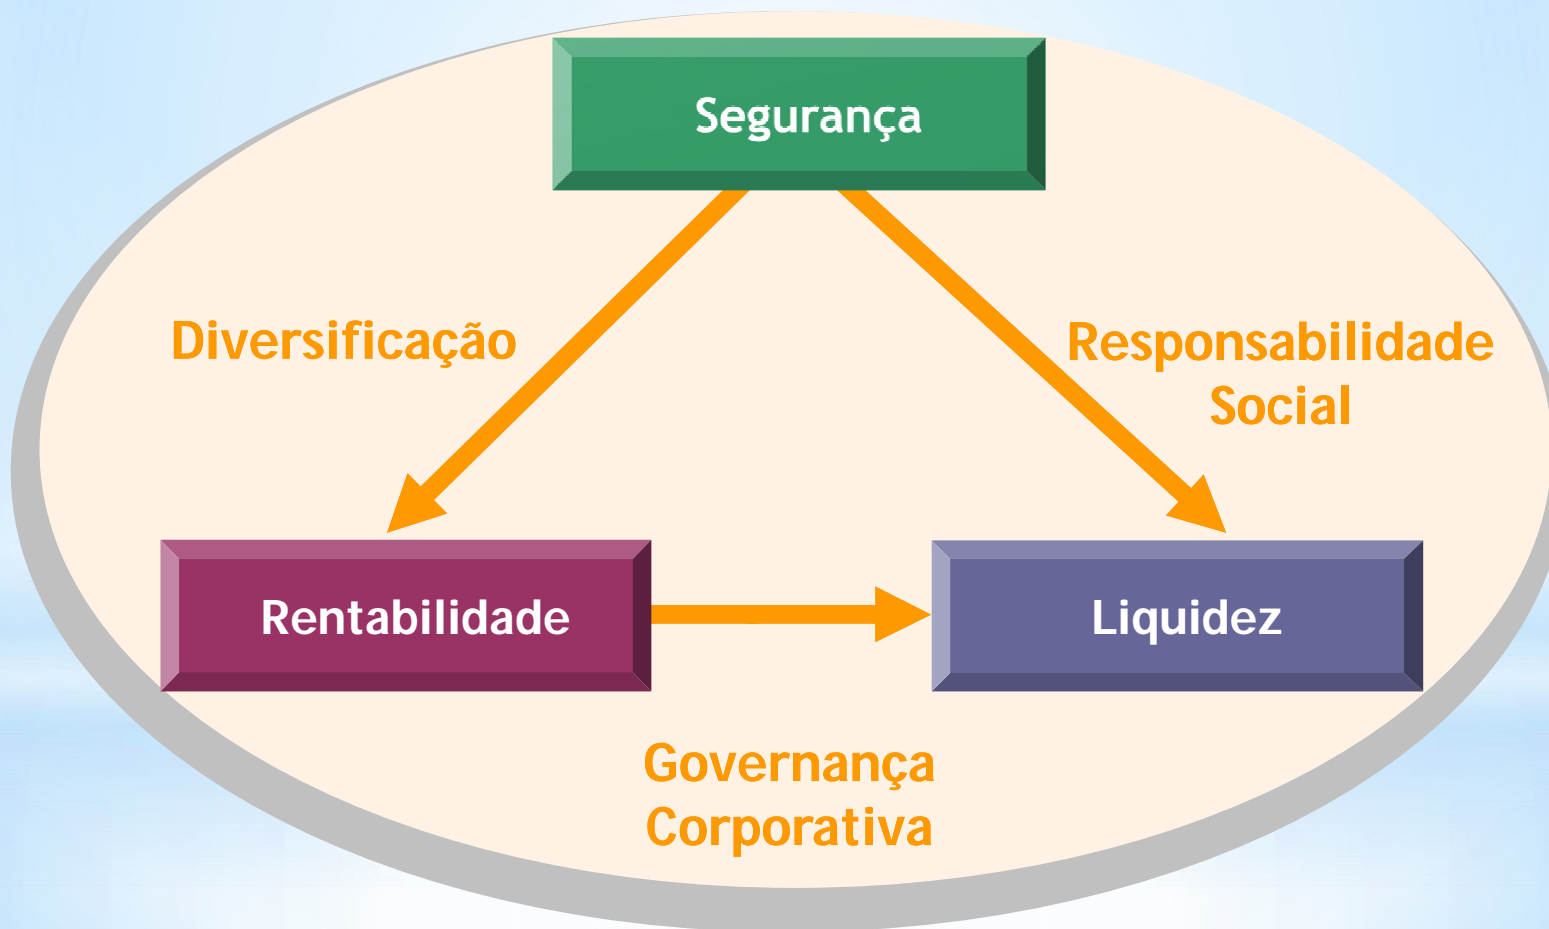 Segurança
Diversificação
Responsabilidade
Social
Rentabilidade
Liquidez
Governança
Corporativa